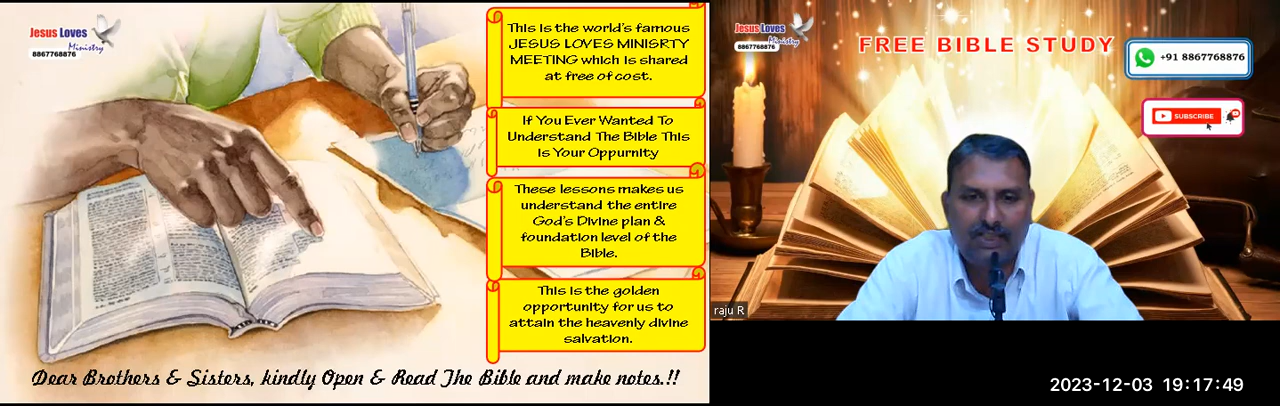 Jesus Loves
Ministry
8867768876
This is the world's famous
JESUS LOVES MINISRTY
MEETING which is shared
at free of cost.
If You Ever Wanted To
Understand The Bible This
is Your Oppurnity
These lessons makes us
understand the entire
God's Divine plan &
foundation level of the
Bible.
This is the golden
opportunity for us to
attain the heavenly divine
salvation.
Dear Brothers & Sisters, kindly Open & Read The Bible and make notes.!!
Jesus Loves
Ministry
8867768876
FREE BIBLE STUDY
+91 8867768876
SUBSCRIBE
raju R
2023-12-03 19:17:49